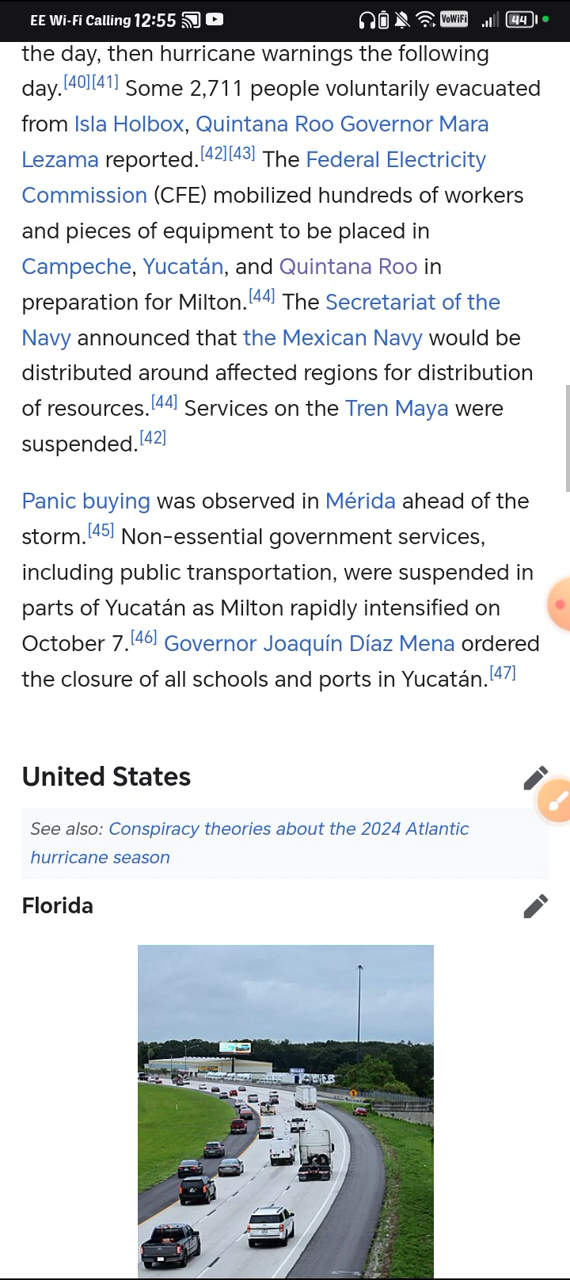 EE Wi-Fi Calling 12:55 VoWiFi 44
the day, then hurricane warnings the following
day.[40][41] Some 2,711 people voluntarily evacuated
from Isla Holbox, Quintana Roo Governor Mara
Lezama reported.[42][43] The Federal Electricity
Commission (CFE) mobilized hundreds of workers
and pieces of equipment to be placed in
Campeche, Yucatán, and Quintana Roo in
preparation for Milton.[44] The Secretariat of the
Navy announced that the Mexican Navy would be
distributed around affected regions for distribution
of resources.[44] Services on the Tren Maya were
suspended.[42]
Panic buying was observed in Mérida ahead of the
storm.[45] Non-essential government services,
including public transportation, were suspended in
parts of Yucatán as Milton rapidly intensified on
October 7.[46] Governor Joaquín Díaz Mena ordered
the closure of all schools and ports in Yucatán.[47]
United States
See also: Conspiracy theories about the 2024 Atlantic
hurricane season
Florida